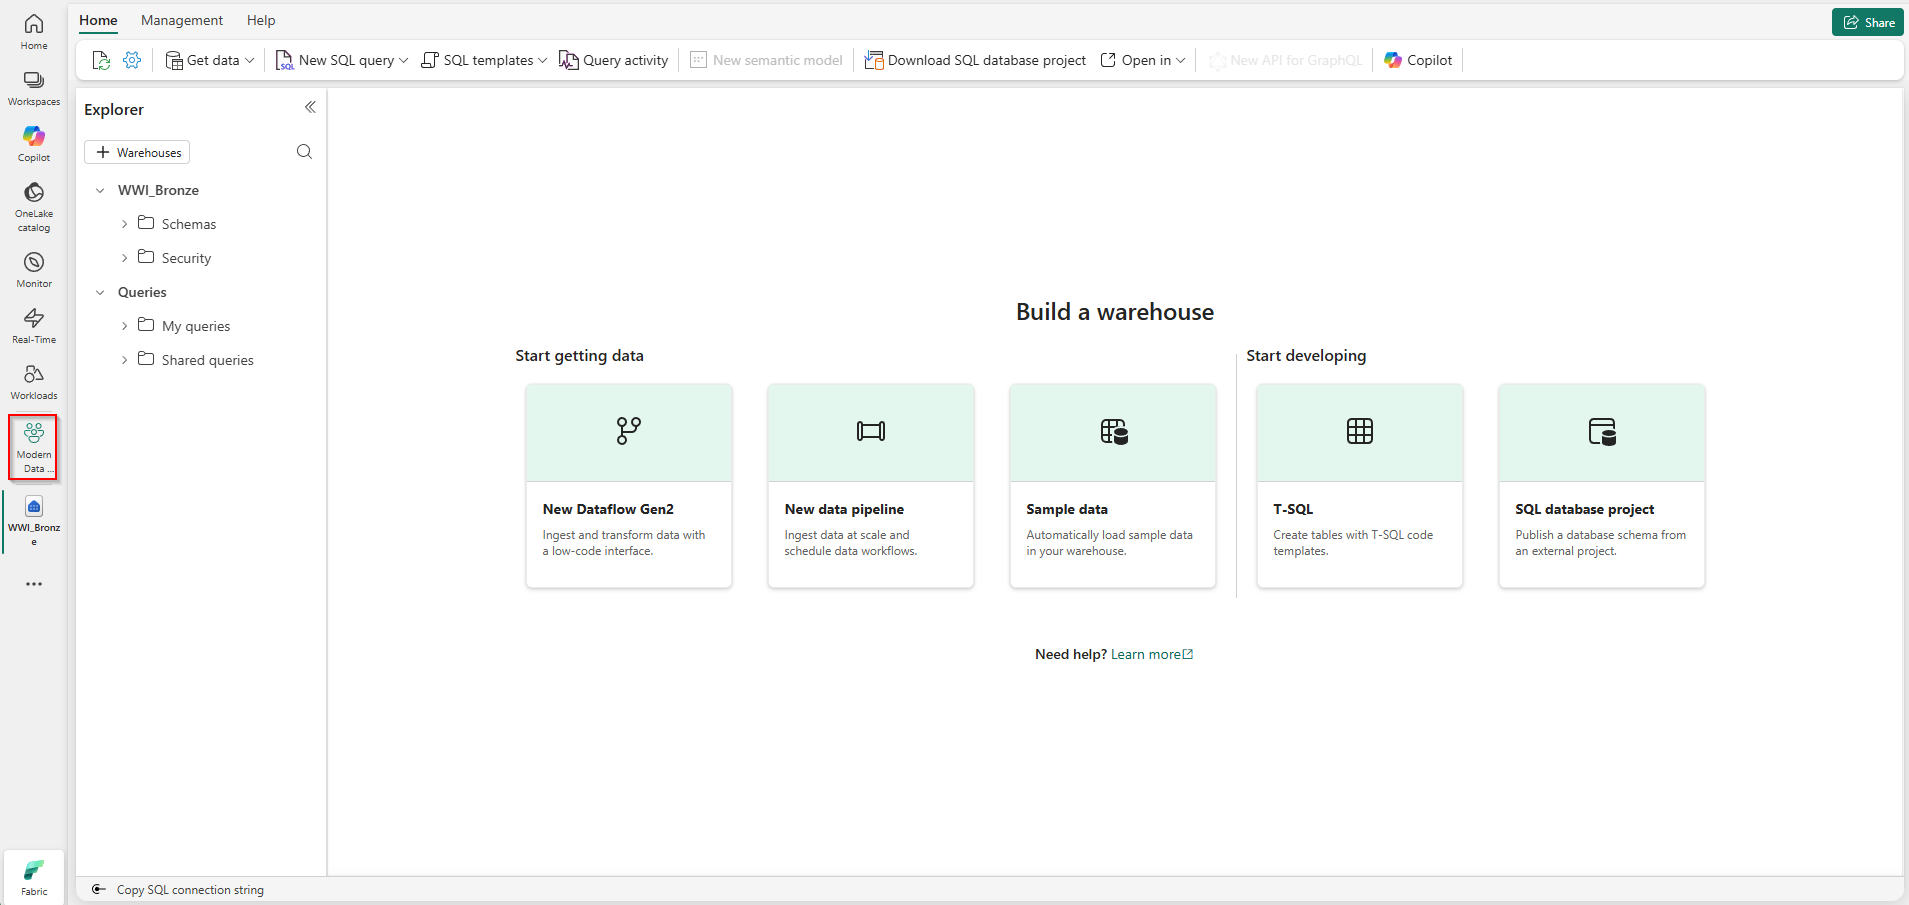 Home
Workspaces
Copilot
OneLake
catalog
Monitor
Real-Time
Workloads
Modern
Data ...
WWI_Bronz
e
Fabric
Home Management Help
Share
Get data New SQL query SQL templates Query activity New semantic model Download SQL database project Open in New API for GraphQL Copilot
Explorer
Warehouses
WWI_Bronze
Schemas
Security
Queries
My queries
Shared queries
Build a warehouse
Start getting data
Start developing
New Dataflow Gen2
Ingest and transform data with
a low-code interface.
New data pipeline
Ingest data at scale and
schedule data workflows.
Sample data
Automatically load sample data
in your warehouse.
T-SQL
Create tables with T-SQL code
templates.
SQL database project
Publish a database schema from
an external project.
Need help? Learn more
Copy SQL connection string